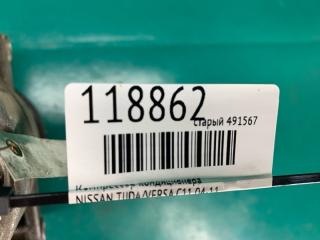 118862
старый 491567
Компрессор кондиционера
NISSAN TIIDA/VERSA C11 04-11